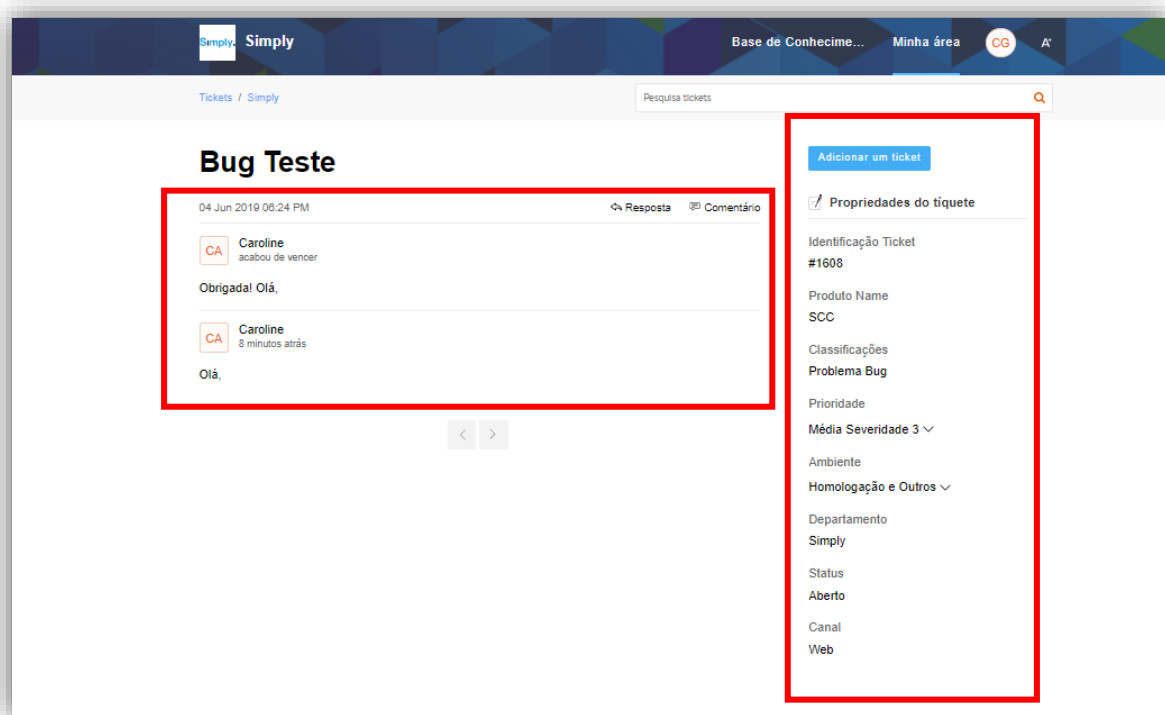 Simply. Simply
Base de Conhecime... Minha área CG A⁺
Tickets / Simply
Pesquisa tickets
Bug Teste
04 Jun 2019 06:24 PM
Resposta Comentário
CA
Caroline
acabou de vencer
Obrigada! Olá,
CA
Caroline
8 minutos atrás
Olá,
Adicionar um ticket
Propriedades do tíquete
Identificação Ticket
#1608
Produto Name
SCC
Classificações
Problema Bug
Prioridade
Média Severidade 3
Ambiente
Homologação e Outros
Departamento
Simply
Status
Aberto
Canal
Web